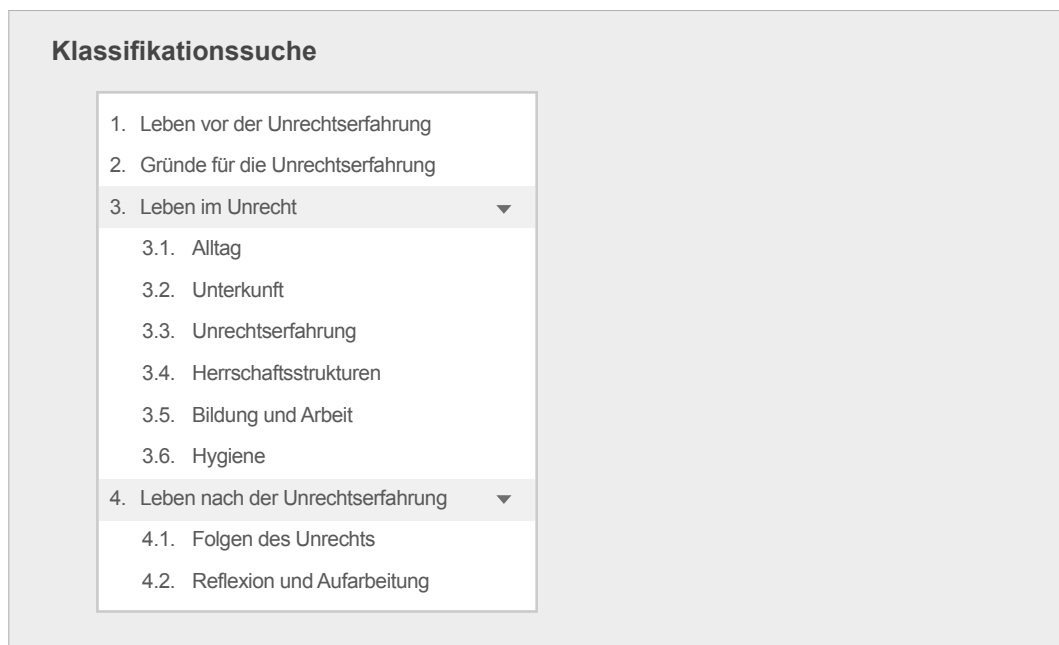 Klassifikationssuche
1. Leben vor der Unrechtserfahrung
2. Gründe für die Unrechtserfahrung
3. Leben im Unrecht
3.1. Alltag
3.2. Unterkunft
3.3. Unrechtserfahrung
3.4. Herrschaftsstrukturen
3.5. Bildung und Arbeit
3.6. Hygiene
4. Leben nach der Unrechtserfahrung
4.1. Folgen des Unrechts
4.2. Reflexion und Aufarbeitung